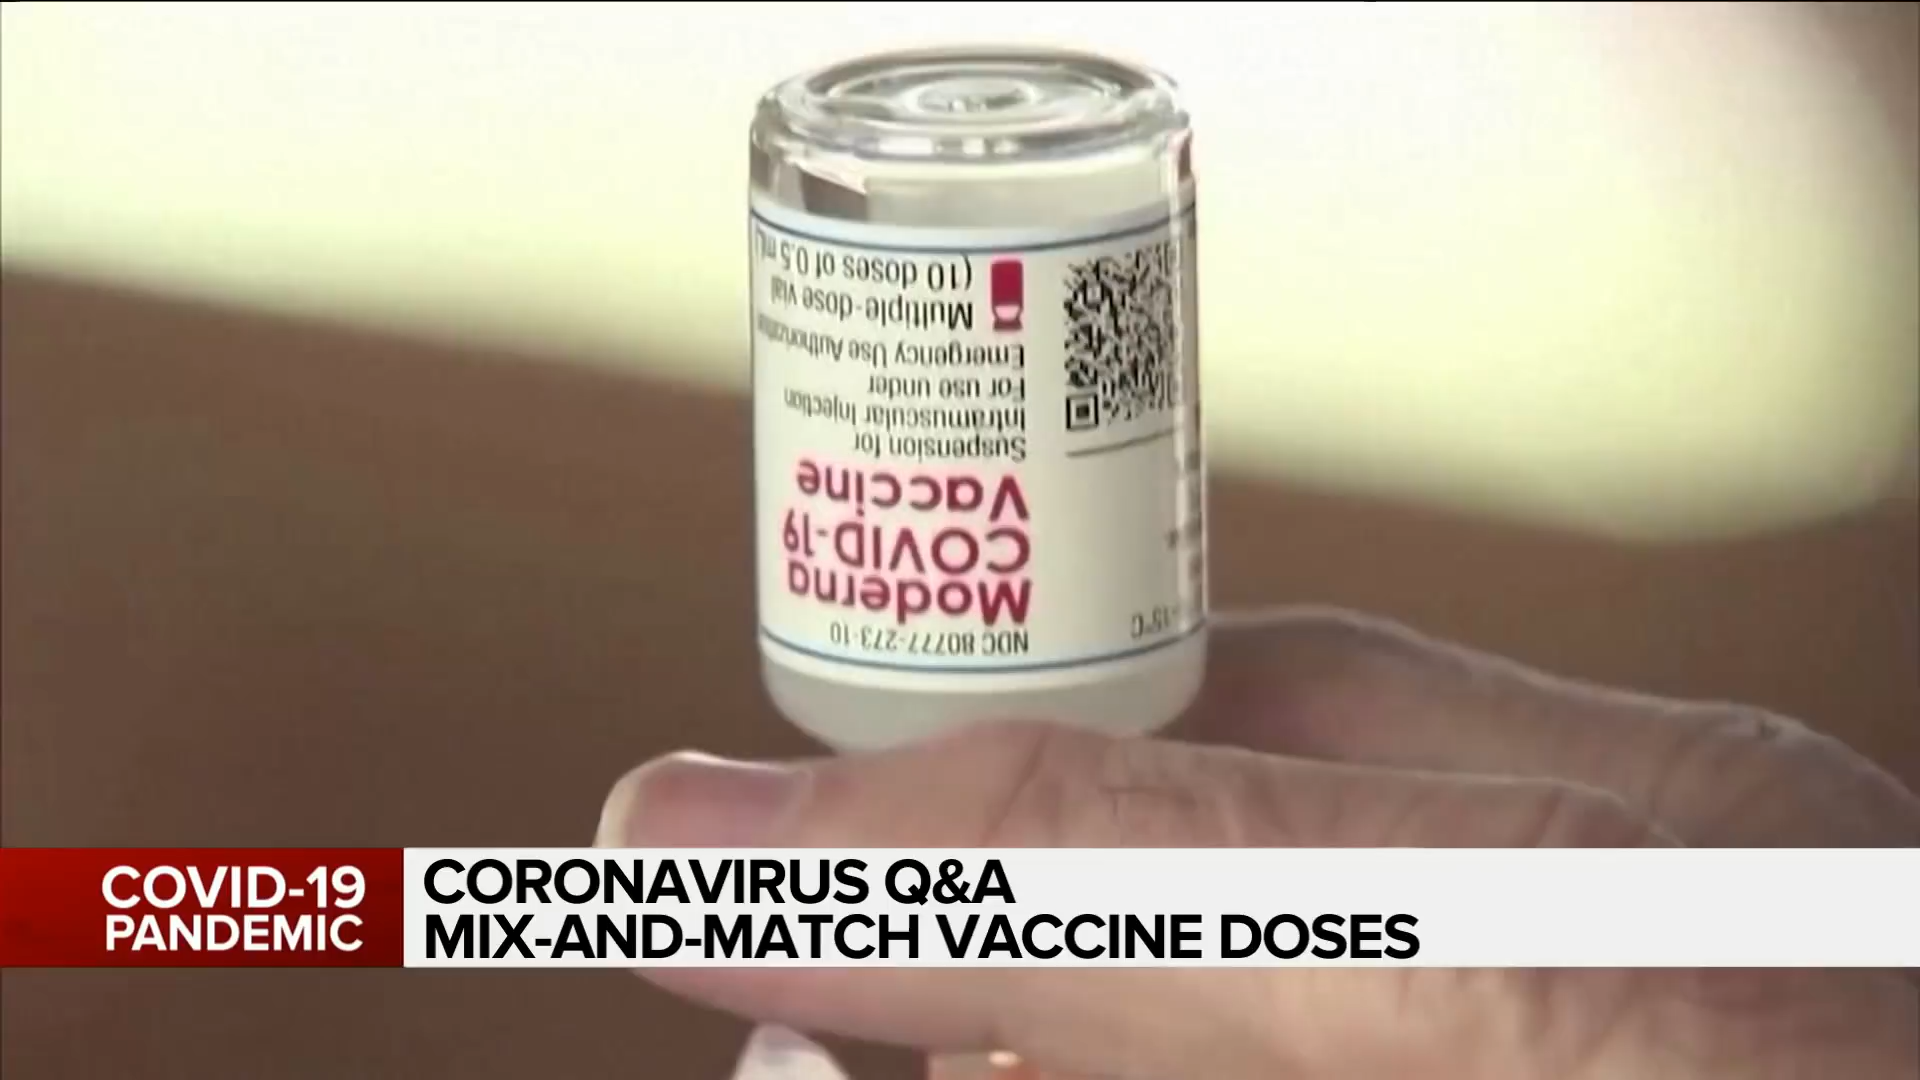 NDC 80777-273-10
Moderna
COVID-19
Vaccine
Suspension for
Intramuscular Injection
For use under
Emergency Use Authorization
Multiple-dose vial
(10 doses of 0.5 mL
COVID-19
PANDEMIC
CORONAVIRUS Q&A
MIX-AND-MATCH VACCINE DOSES